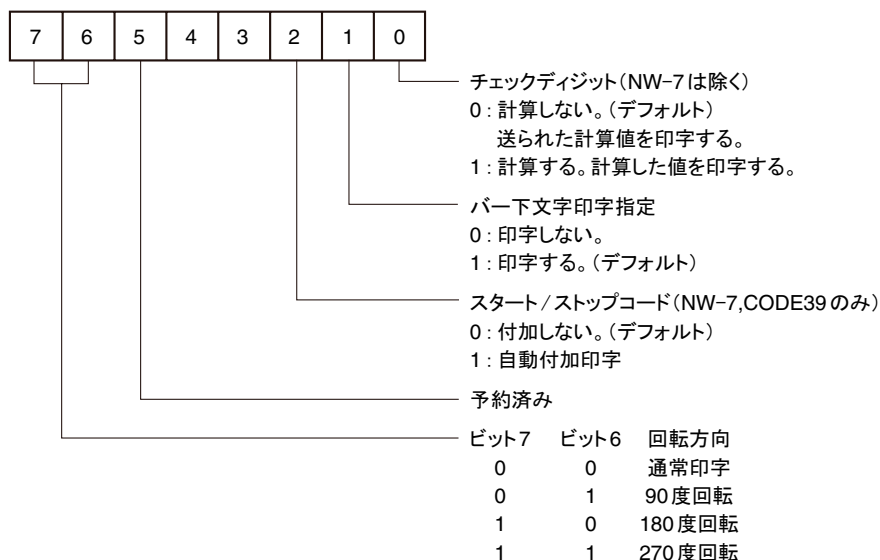 7 6 5 4 3 2 1 0
チェックディジット（NW-7は除く）
0：計算しない。（デフォルト）
送られた計算値を印字する。
1：計算する。計算した値を印字する。
バー下文字印字指定
0：印字しない。
1：印字する。（デフォルト）
スタート／ストップコード（NW-7,CODE39のみ）
0：付加しない。（デフォルト）
1：自動付加印字
予約済み
ビット7 ビット6 回転方向
0 0 通常印字
0 1 90度回転
1 0 180度回転
1 1 270度回転